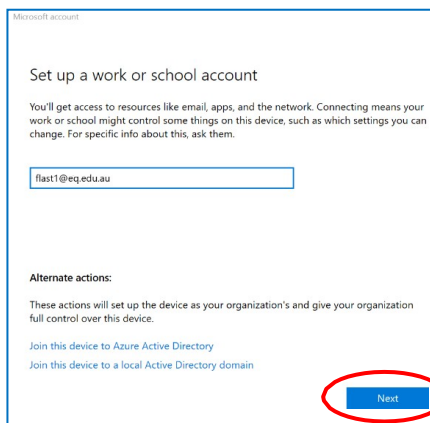 Microsoft account
Set up a work or school account
You'll get access to resources like email, apps, and the network. Connecting means your
work or school might control some things on this device, such as which settings you can
change. For specific info about this, ask them.
flast1@eq.edu.au
Alternate actions:
These actions will set up the device as your organization's and give your organization
full control over this device.
Join this device to Azure Active Directory
Join this device to a local Active Directory domain
Next